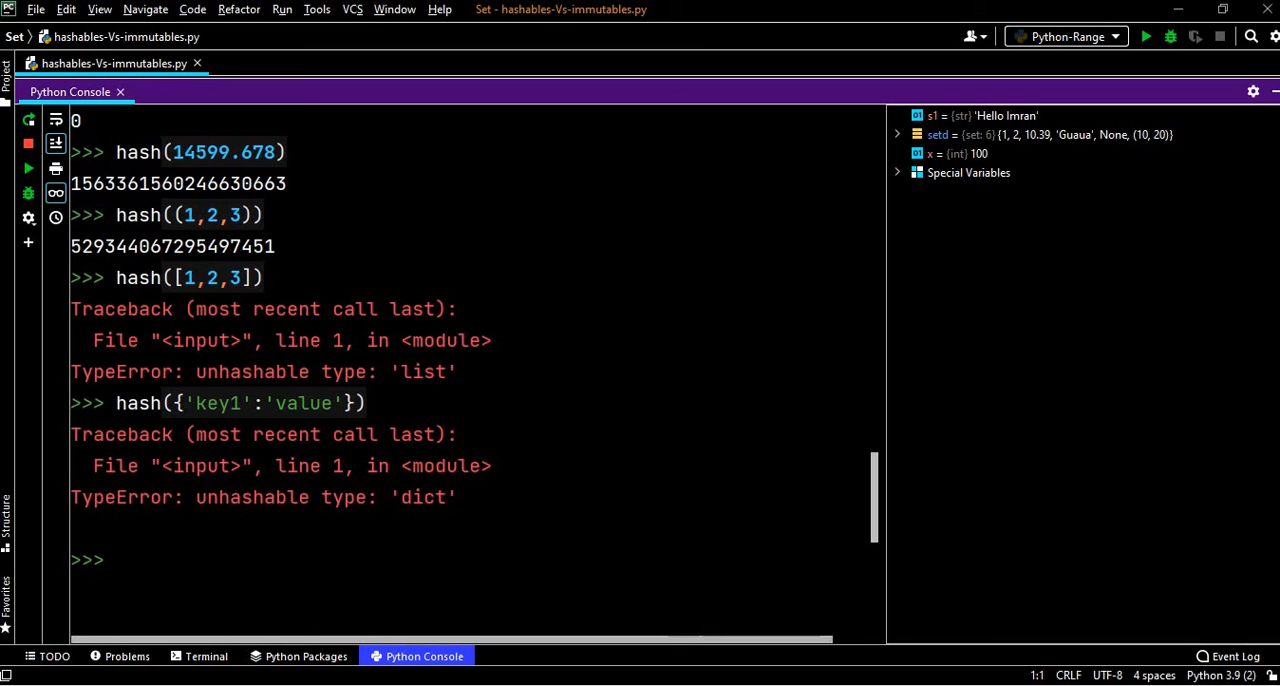 PC File Edit View Navigate Code Refactor Run Tools VCS Window Help Set - hashables-Vs-immutables.py
Set hashables-Vs-immutables.py Python-Range
hashables-Vs-immutables.py
Project
Python Console
0
>>> hash(14599.678)
1563361560246630663
>>> hash((1,2,3))
529344067295497451
>>> hash([1,2,3])
Traceback (most recent call last):
File "<input>", line 1, in <module>
TypeError: unhashable type: 'list'
>>> hash({'key1':'value'})
Traceback (most recent call last):
File "<input>", line 1, in <module>
TypeError: unhashable type: 'dict'
>>>
01 s1 = {str} 'Hello Imran'
setd = {set: 6} {1, 2, 10.39, 'Guaua', None, (10, 20)}
01 x = {int} 100
Special Variables
Structure
Favorites
TODO Problems Terminal Python Packages Python Console Event Log
1:1 CRLF UTF-8 4 spaces Python 3.9 (2)